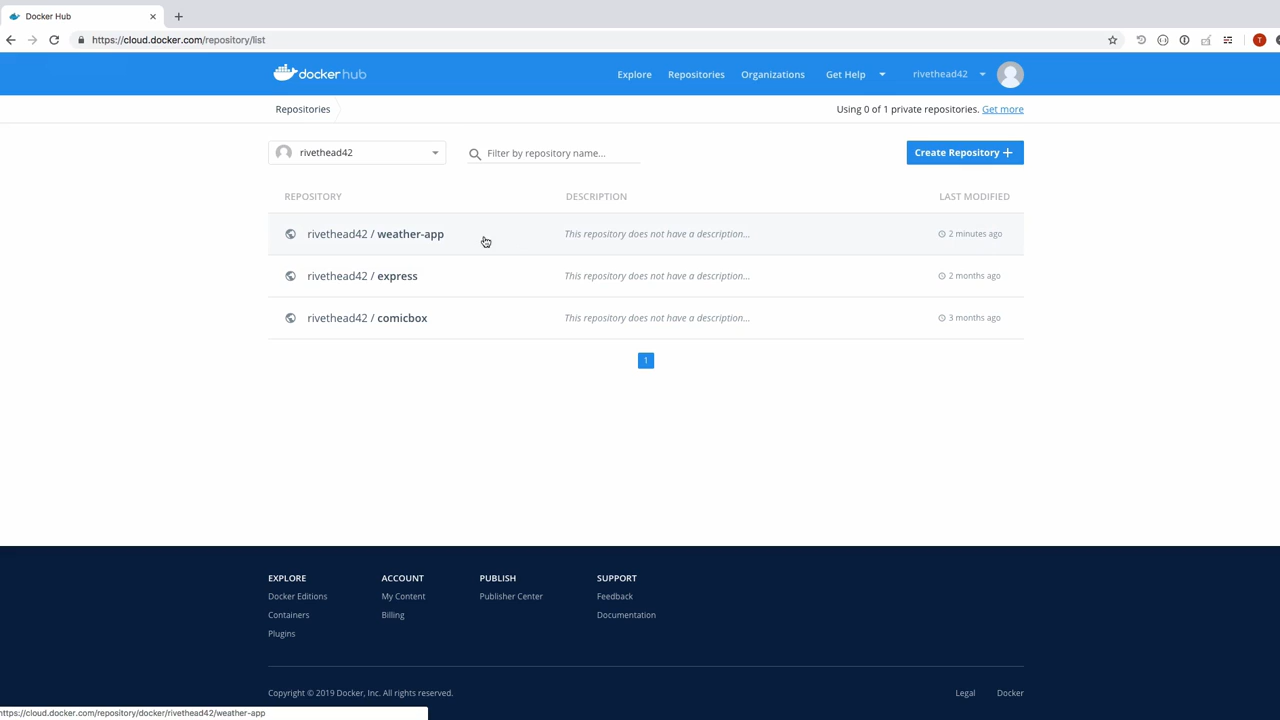 Docker Hub
https://cloud.docker.com/repository/list
T
dockerhub
Explore Repositories Organizations Get Help rivethead42
Repositories
Using 0 of 1 private repositories. Get more
rivethead42
Filter by repository name...
Create Repository +
REPOSITORY DESCRIPTION LAST MODIFIED
rivethead42 / weather-app This repository does not have a description... 2 minutes ago
rivethead42 / express This repository does not have a description... 2 months ago
rivethead42 / comicbox This repository does not have a description... 3 months ago
1
EXPLORE ACCOUNT PUBLISH SUPPORT
Docker Editions My Content Publisher Center Feedback
Containers Billing Documentation
Plugins
Copyright © 2019 Docker, Inc. All rights reserved.
Legal Docker
https://cloud.docker.com/repository/docker/rivethead42/weather-app